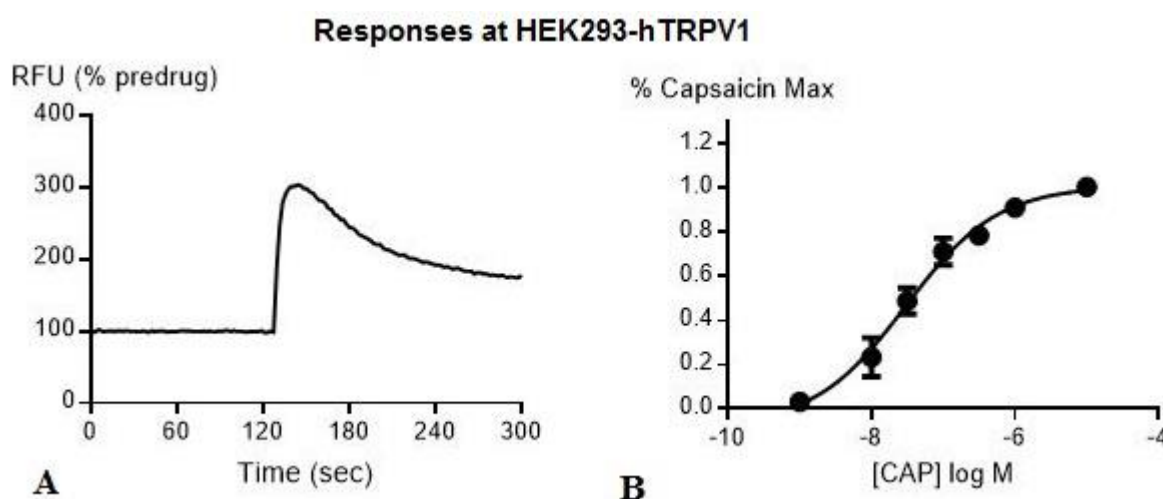 Responses at HEK293-hTRPV1
RFU (% predrug)
400
300
200
100
0
0 60 120 180 240 300
Time (sec)
A
% Capsaicin Max
1.2
1.0
0.8
0.6
0.4
0.2
0.0
-10 -8 -6 -4
[CAP] log M
B